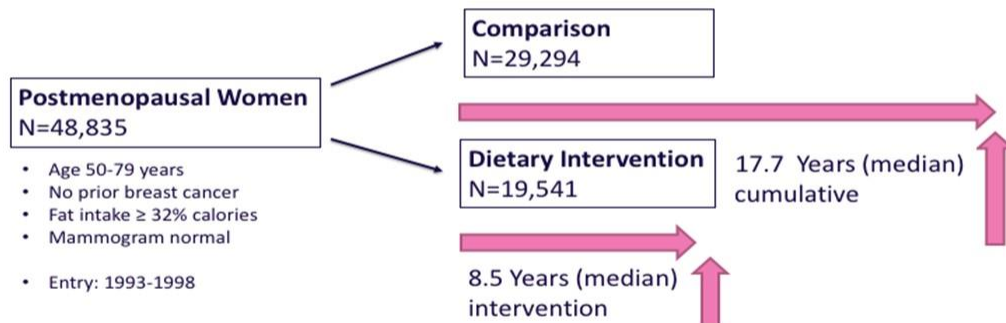 Comparison
N=29,294
Postmenopausal Women
N=48,835
• Age 50-79 years
• No prior breast cancer
• Fat intake ≥ 32% calories
• Mammogram normal
• Entry: 1993-1998
Dietary Intervention
N=19,541
17.7 Years (median)
cumulative
8.5 Years (median)
intervention